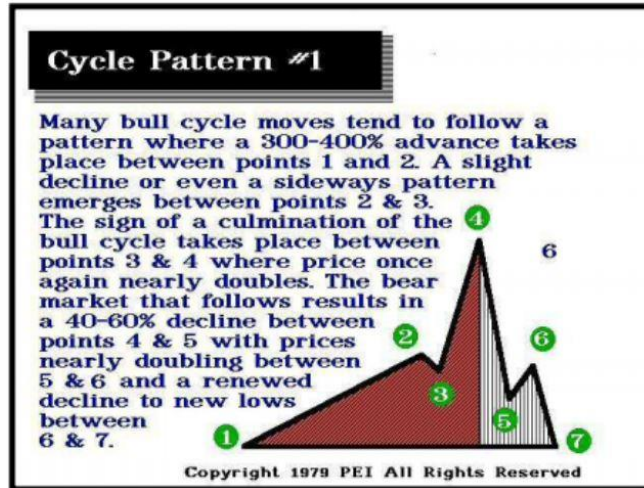 Cycle Pattern #1
Many bull cycle moves tend to follow a
pattern where a 300-400% advance takes
place between points 1 and 2. A slight
decline or even a sideways pattern
emerges between points 2 & 3.
The sign of a culmination of the
bull cycle takes place between
points 3 & 4 where price once
again nearly doubles. The bear
market that follows results in
a 40-60% decline between
points 4 & 5 with prices
nearly doubling between
5 & 6 and a renewed
decline to new lows
between
6 & 7.
4
6
2
6
3
5
1
7
Copyright 1979 PEI All Rights Reserved